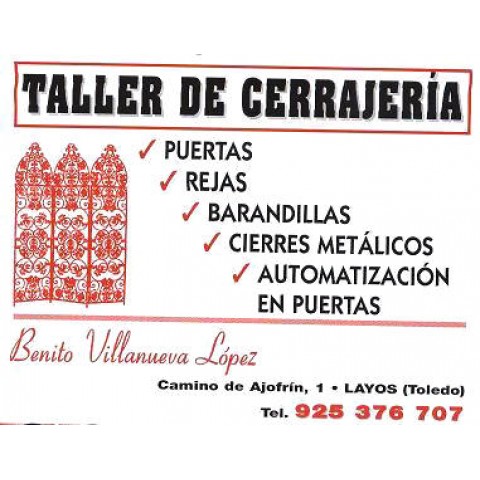 TALLER DE CERRAJERÍA
✓ PUERTAS
✓ REJAS
✓ BARANDILLAS
✓ CIERRES METÁLICOS
✓ AUTOMATIZACIÓN
EN PUERTAS
Benito Villanueva López
Camino de Ajofrín, 1 • LAYOS (Toledo)
Tel. 925 376 707